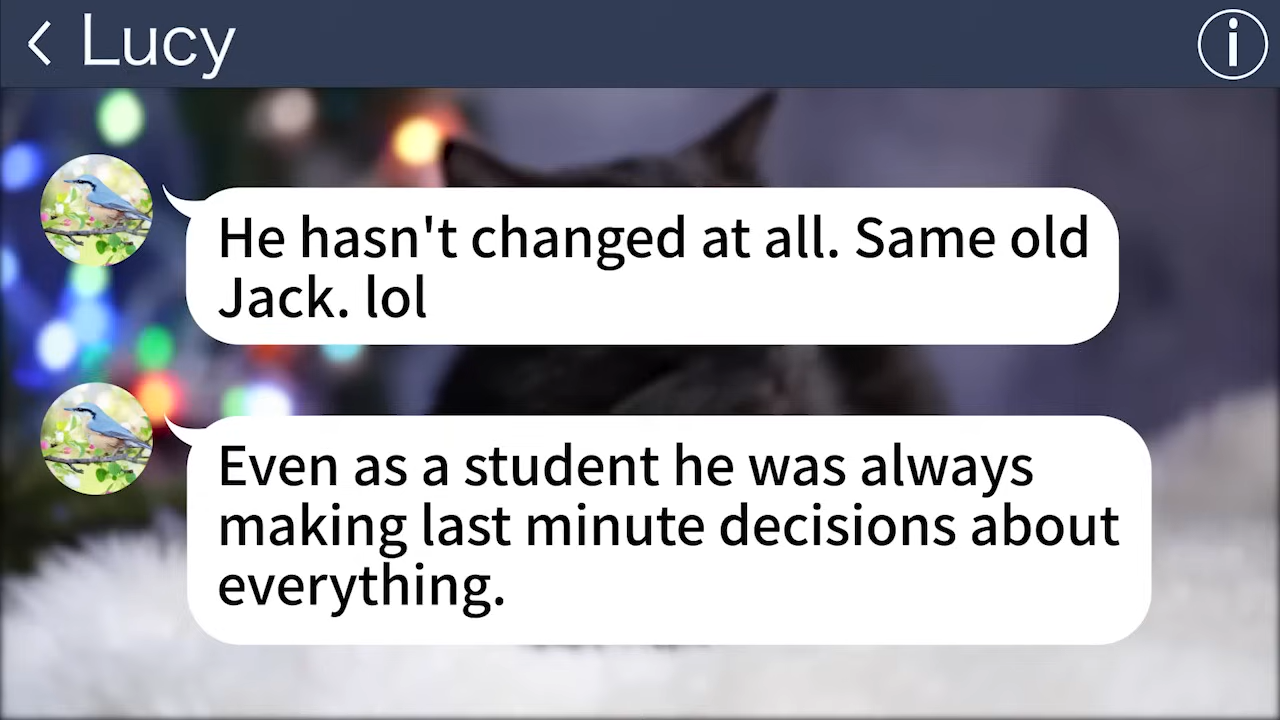 Lucy
He hasn't changed at all. Same old
Jack. lol
Even as a student he was always
making last minute decisions about
everything.